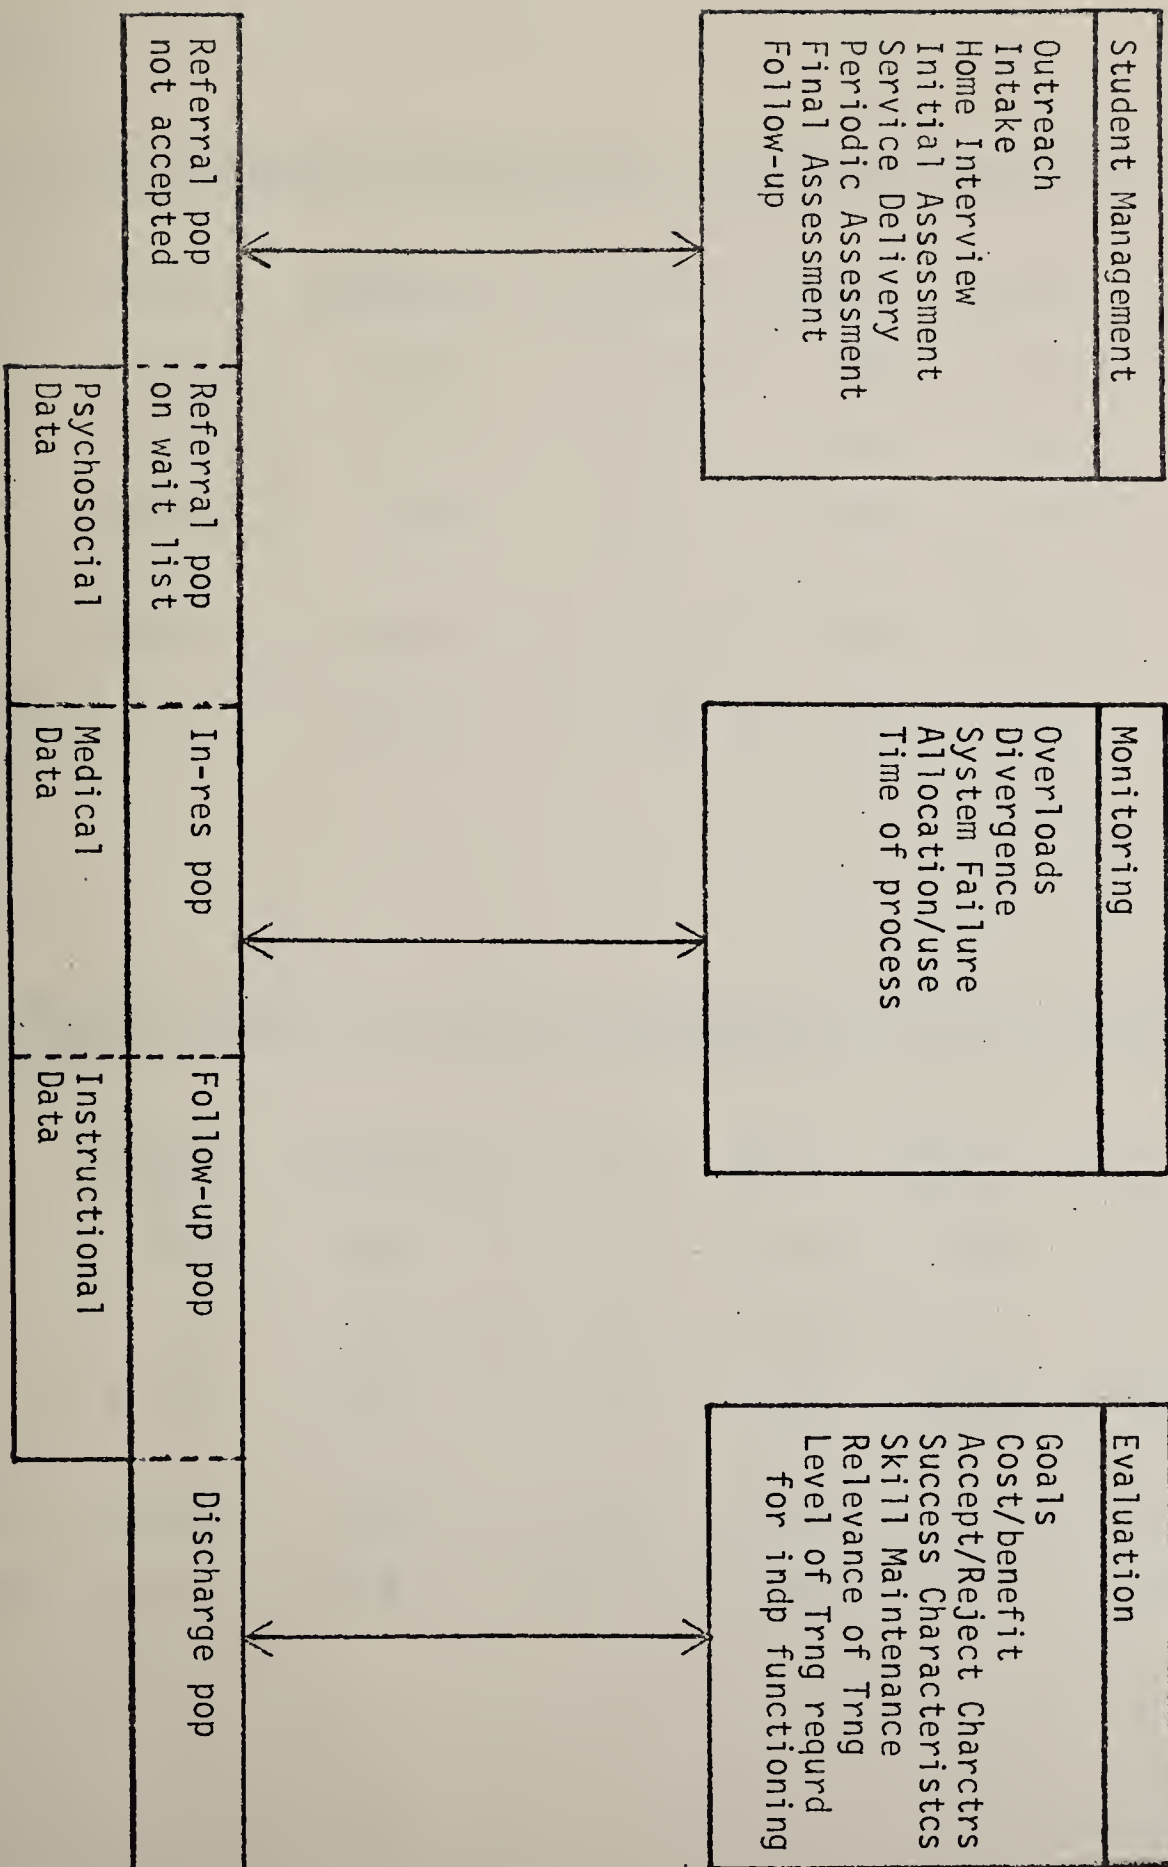 Student Management
Outreach
Intake
Home Interview
Initial Assessment
Service Delivery
Periodic Assessment
Final Assessment
Follow-up
Monitoring
Overloads
Divergence
System Failure
Allocation/use
Time of process
Evaluation
Goals
Cost/benefit
Accept/Reject Charctrs
Success Characteristcs
Skill Maintenance
Relevance of Trng
Level of Trng requrd
for indp functioning
Referral pop
not accepted
Referral pop
on wait list
In-res pop
Follow-up pop
Discharge pop
Psychosocial
Data
Medical
Data
Instructional
Data